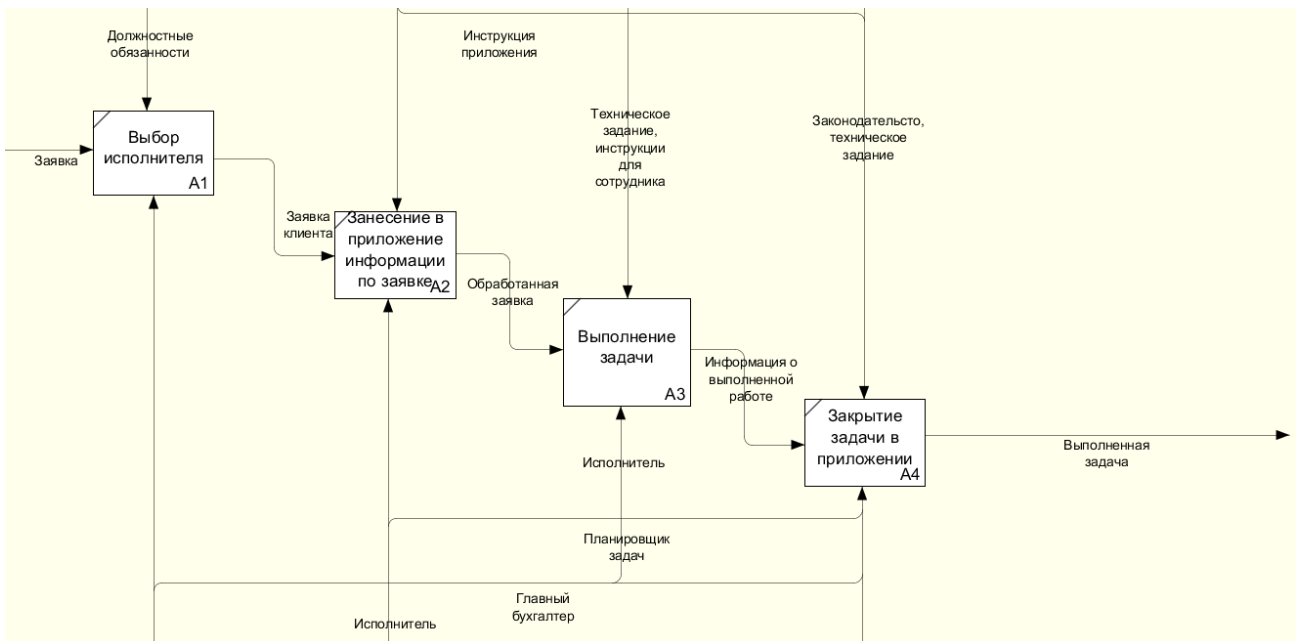 Должностные
обязанности
Инструкция
приложения
Техническое
задание,
инструкции
для
сотрудника
Законодательсто,
техническое
задание
Заявка
Выбор
исполнителя
A1
Заявка
клиента
Занесение в
приложение
информации
по заявке
A2
Обработанная
заявка
Выполнение
задачи
A3
Информация о
выполненной
работе
Закрытие
задачи в
приложении
A4
Выполненная
задача
Исполнитель
Планировщик
задач
Главный
бухгалтер
Исполнитель